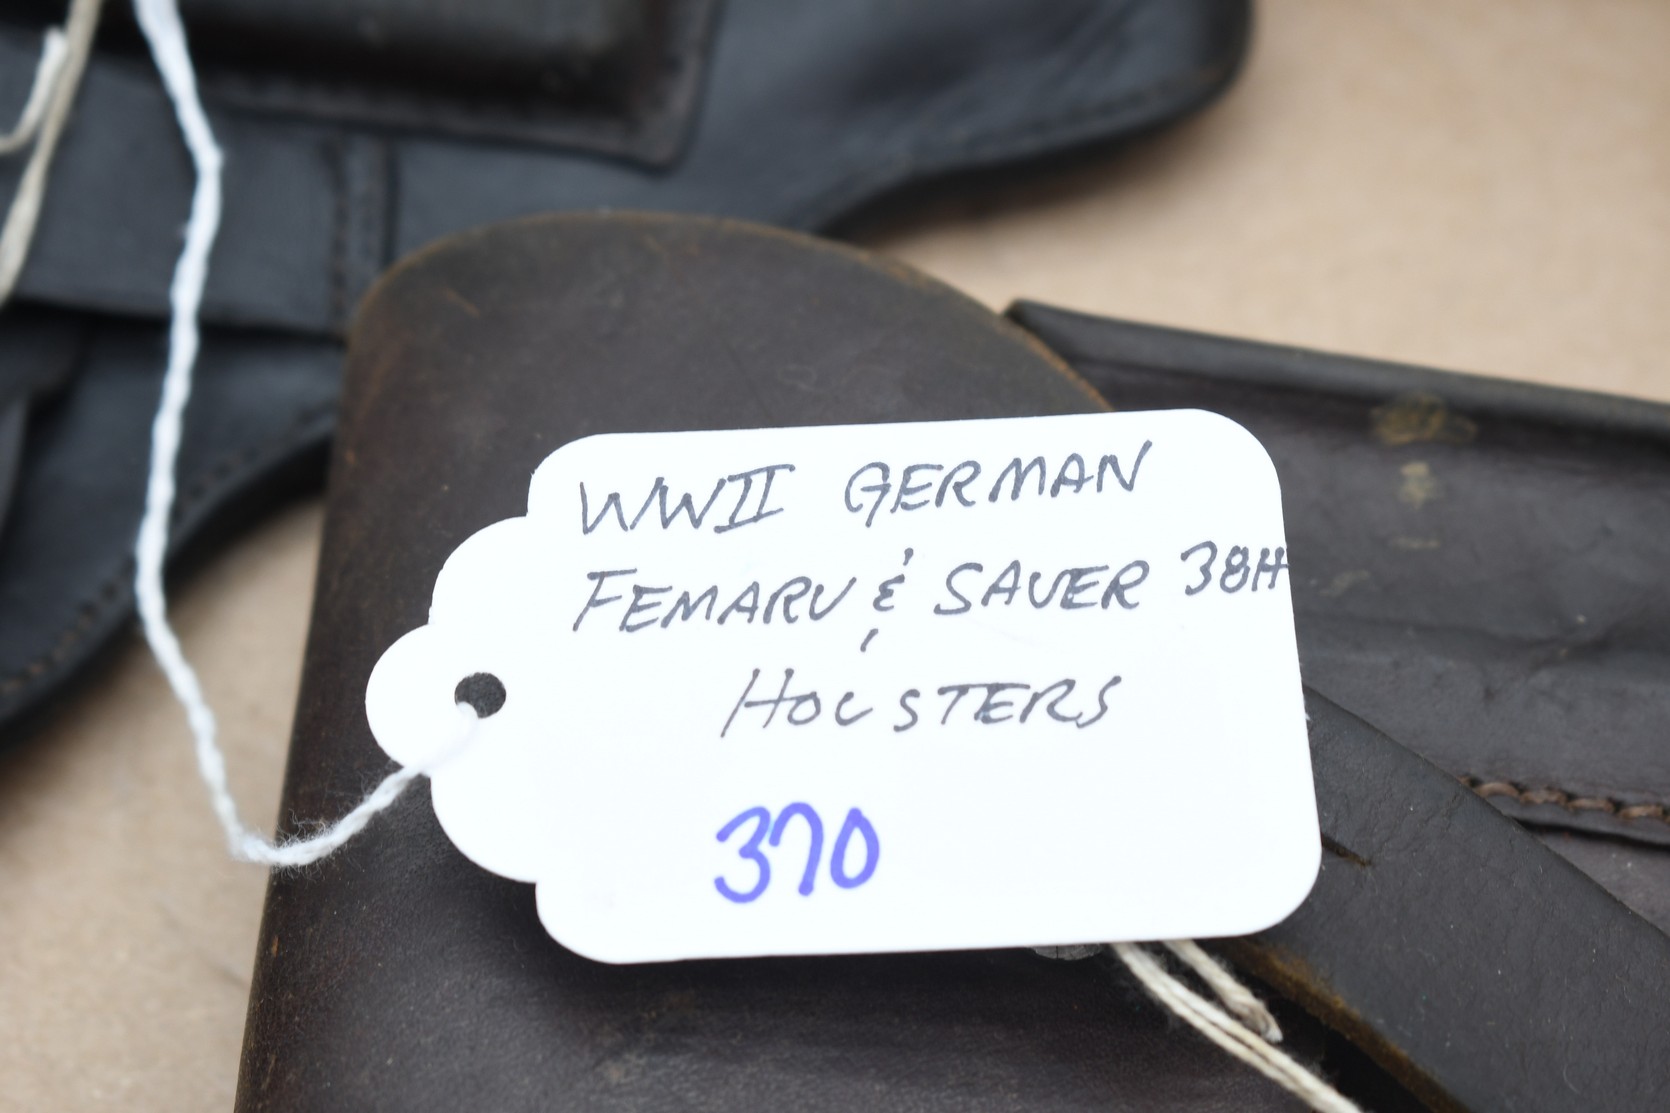 WWII GERMAN
FEMARU & SAUER 38H
HOLSTERS
370